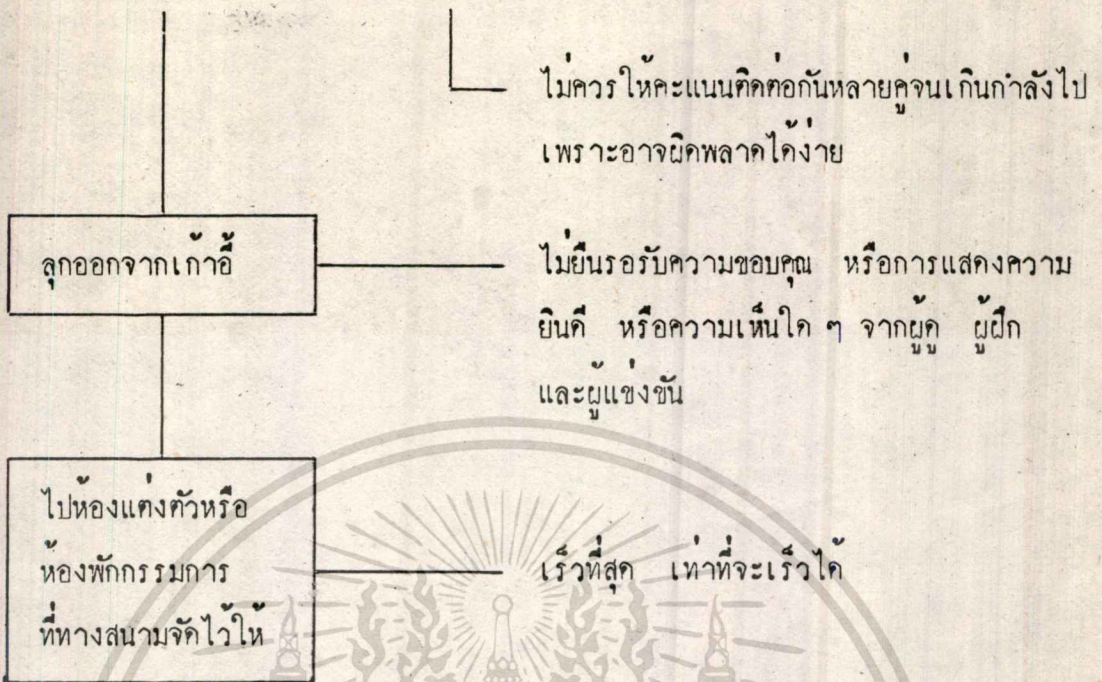 ไม่ควรให้คะแนนติดต่อกันหลายคู่จนเกินกำลังไป
เพราะอาจผิดพลาดได้ง่าย
ลุกออกจากเก้าอี้
ไม่ยืนรอรับความขอบคุณ หรือการแสดงความ
ยินดี หรือความเห็นใด ๆ จากผู้ดู ผู้ฝึก
และผู้แข่งขัน
ไปห้องแต่งตัวหรือ
ห้องพักกรรมการ
ที่ทางสนามจัดไว้ให้
เร็วที่สุด เท่าที่จะเร็วได้